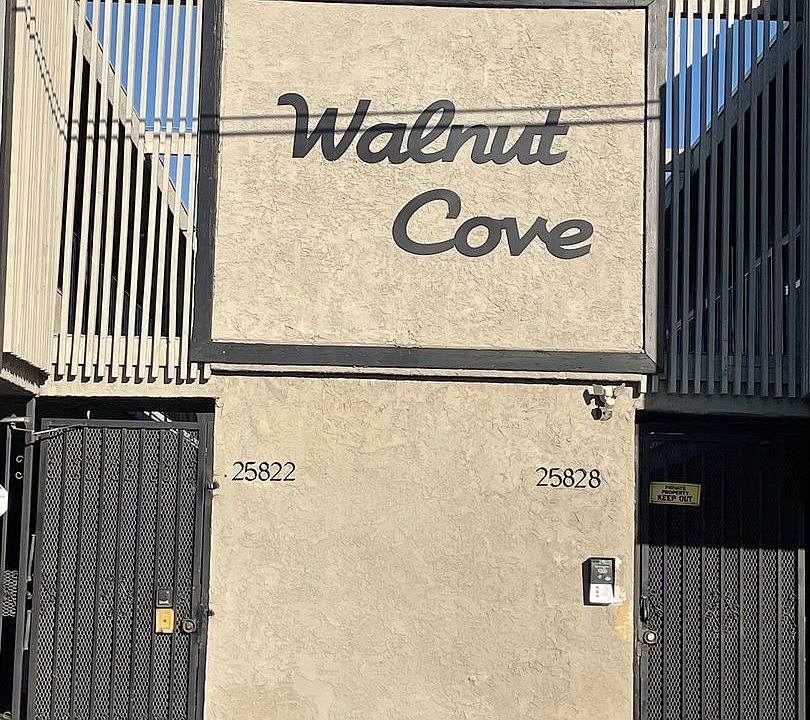 Walnut
Cove
25822
25828
PRIVATE
PROPERTY
KEEP OUT